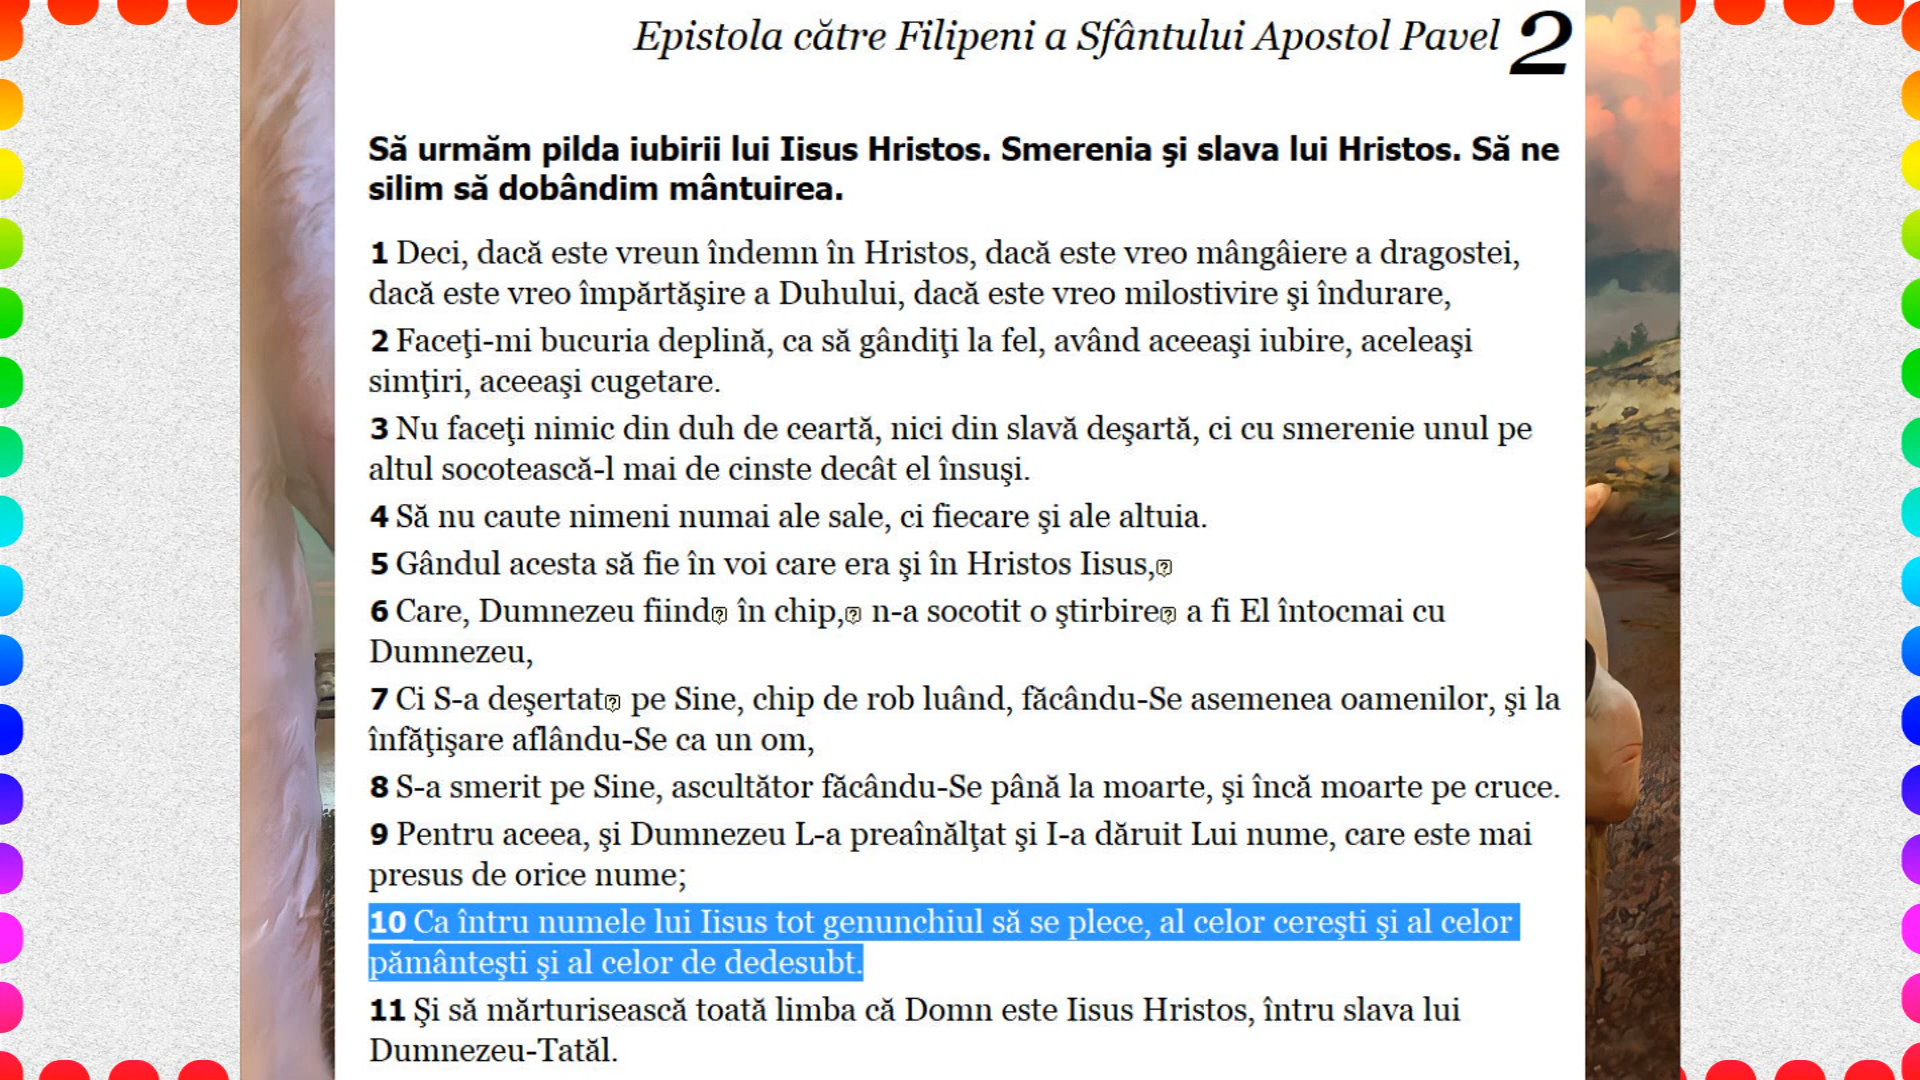 Epistola către Filipeni a Sfântului Apostol Pavel 2
Să urmăm pilda iubirii lui Iisus Hristos. Smerenia şi slava lui Hristos. Să ne
silim să dobândim mântuirea.
1 Deci, dacă este vreun îndemn în Hristos, dacă este vreo mângâiere a dragostei,
dacă este vreo împărtăşire a Duhului, dacă este vreo milostivire şi îndurare,
2 Faceţi-mi bucuria deplină, ca să gândiţi la fel, având aceeaşi iubire, aceleaşi
simţiri, aceeaşi cugetare.
3 Nu faceţi nimic din duh de ceartă, nici din slavă deşartă, ci cu smerenie unul pe
altul socotească-l mai de cinste decât el însuşi.
4 Să nu caute nimeni numai ale sale, ci fiecare şi ale altuia.
5 Gândul acesta să fie în voi care era şi în Hristos Iisus,
6 Care, Dumnezeu fiind în chip, n-a socotit o ştirbire a fi El întocmai cu
Dumnezeu,
7 Ci S-a deşertat pe Sine, chip de rob luând, făcându-Se asemenea oamenilor, şi la
înfăţişare aflându-Se ca un om,
8 S-a smerit pe Sine, ascultător făcându-Se până la moarte, şi încă moarte pe cruce.
9 Pentru aceea, şi Dumnezeu L-a preaînălţat şi I-a dăruit Lui nume, care este mai
presus de orice nume;
10 Ca întru numele lui Iisus tot genunchiul să se plece, al celor cereşti şi al celor
pământeşti şi al celor de dedesubt.
11 Şi să mărturisească toată limba că Domn este Iisus Hristos, întru slava lui
Dumnezeu-Tatăl.